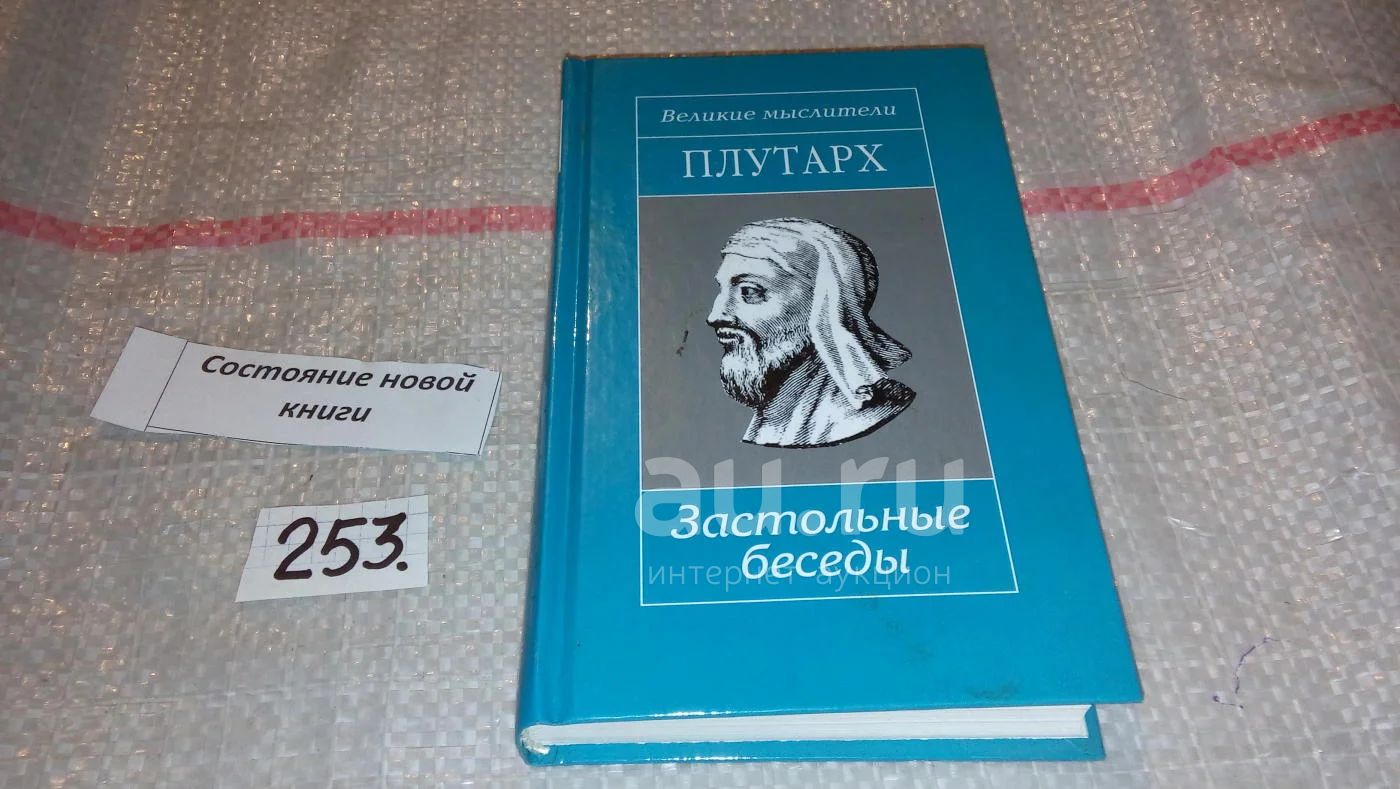 Великие мыслители
ПЛУТАРХ
Застольные
беседы
Состояние новой
книги
253.
au.ru
интернет-аукцион